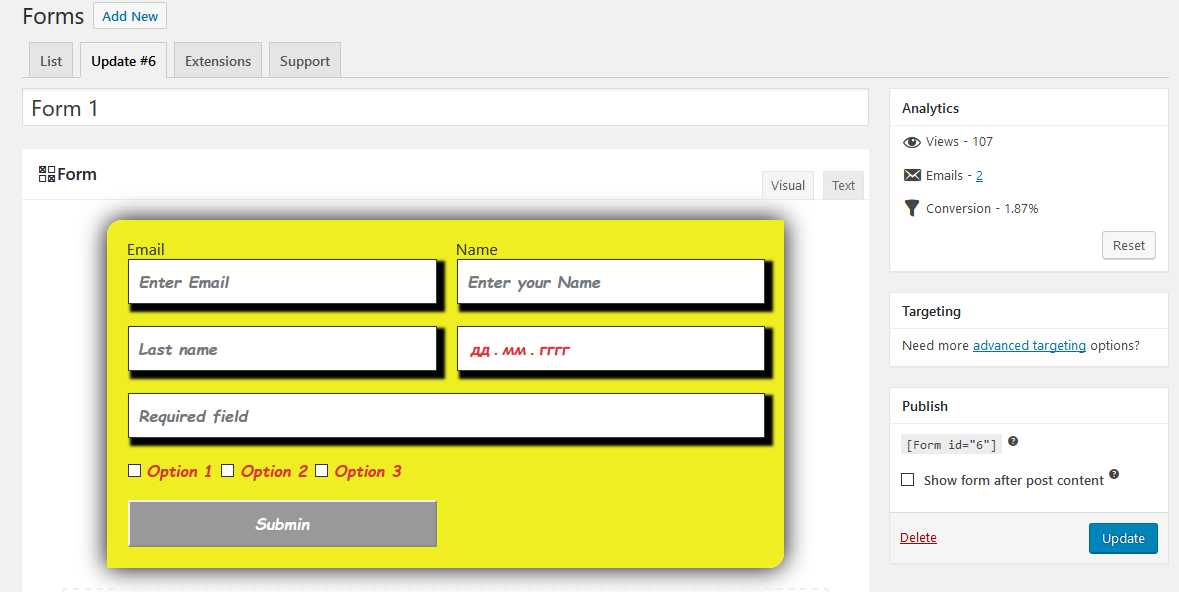 Forms Add New
List Update #6 Extensions Support
Form 1
Form
Visual Text
Email Name
Enter Email Enter your Name
Last name дд.мм.гггг
Required field
Option 1 Option 2 Option 3
Submin
Analytics
Views - 107
Emails - 2
Conversion - 1.87%
Reset
Targeting
Need more advanced targeting options?
Publish
[Form id="6"] ?
Show form after post content ?
Delete Update